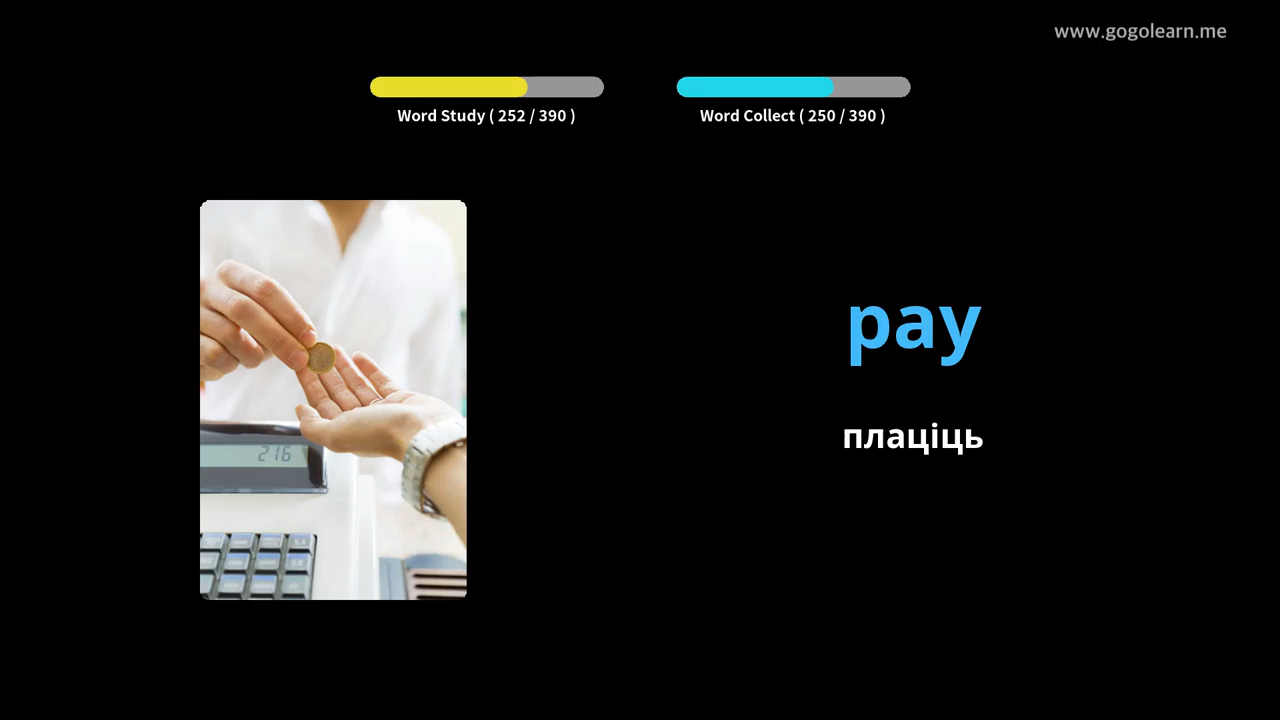 www.gogolearn.me
Word Study ( 252 / 390 )
Word Collect ( 250 / 390 )
pay
плаціць
216